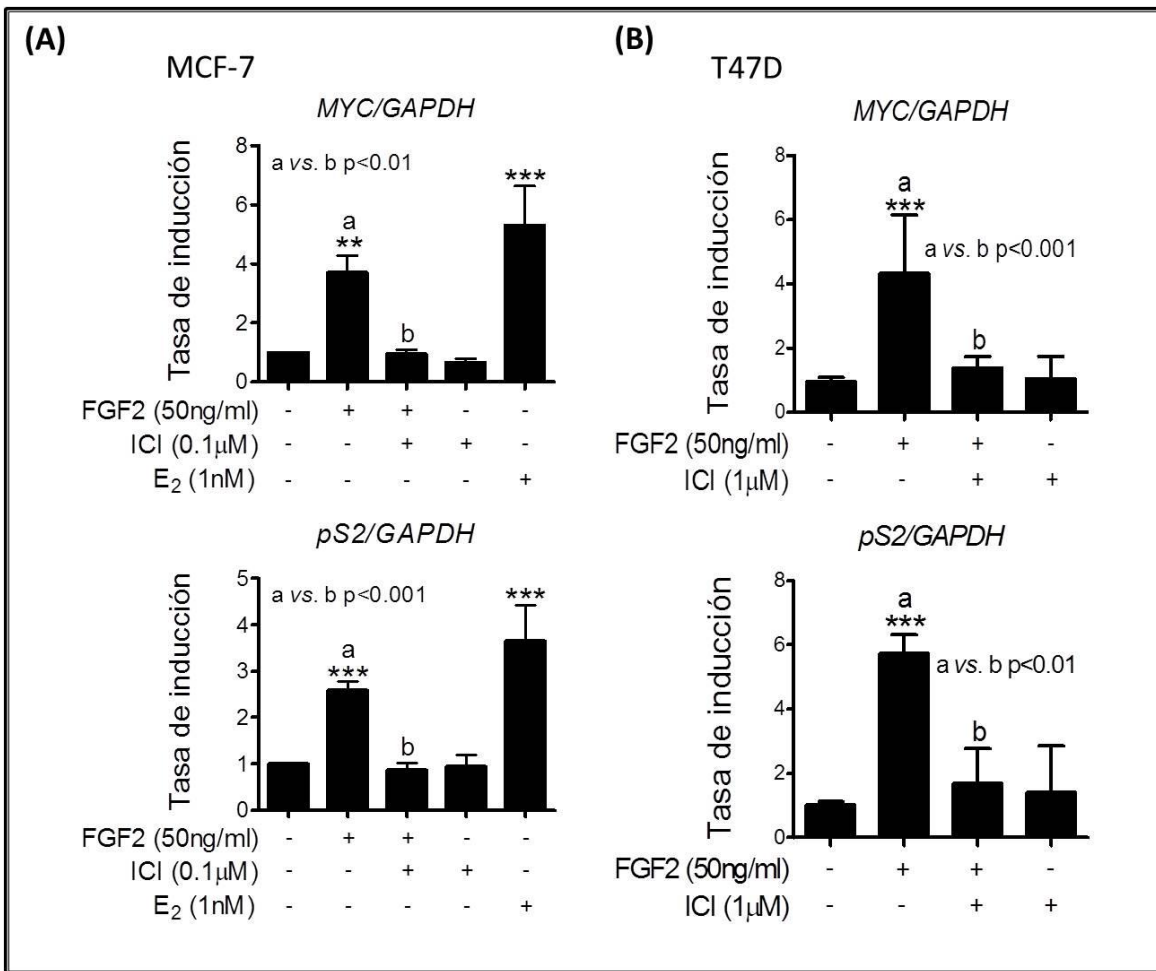 (A)
MCF-7
MYC/GAPDH
Tasa de inducción
8
6
4
2
0
a vs. b p<0.01
a
**
b
***
FGF2 (50ng/ml) - + + - -
ICI (0.1μM) - - + + -
E₂ (1nM) - - - - +
pS2/GAPDH
Tasa de inducción
5
4
3
2
1
0
a vs. b p<0.001
a
***
b
***
FGF2 (50ng/ml) - + + - -
ICI (0.1μM) - - + + -
E₂ (1nM) - - - - +
(B)
T47D
MYC/GAPDH
Tasa de inducción
8
6
4
2
0
a
***
a vs. b p<0.001
b
FGF2 (50ng/ml) - + + -
ICI (1μM) - - + +
pS2/GAPDH
Tasa de inducción
8
6
4
2
0
a
***
a vs. b p<0.01
b
FGF2 (50ng/ml) - + + -
ICI (1μM) - - + +